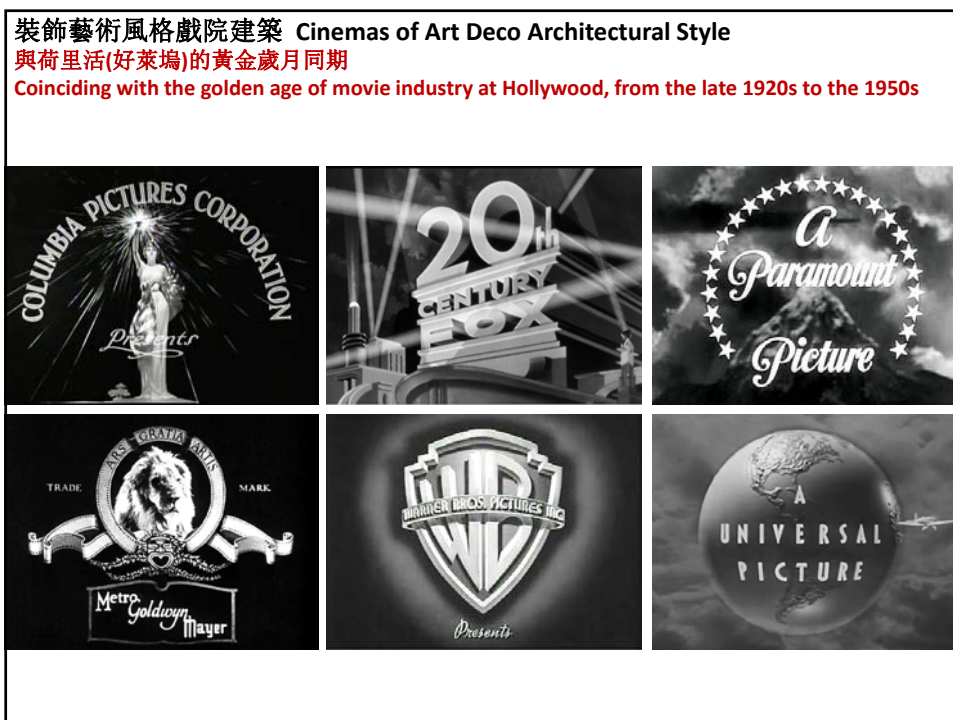 裝飾藝術風格戲院建築 Cinemas of Art Deco Architectural Style
與荷里活(好萊塢)的黃金歲月同期
Coinciding with the golden age of movie industry at Hollywood, from the late 1920s to the 1950s
COLUMBIA PICTURES CORPORATION
Presents
20th
CENTURY
FOX
A
Paramount
Picture
ARS GRATIA ARTIS
TRADE MARK
Metro
Goldwyn
Mayer
WB
WARNER BROS. PICTURES INC.
Presents
A
UNIVERSAL
PICTURE